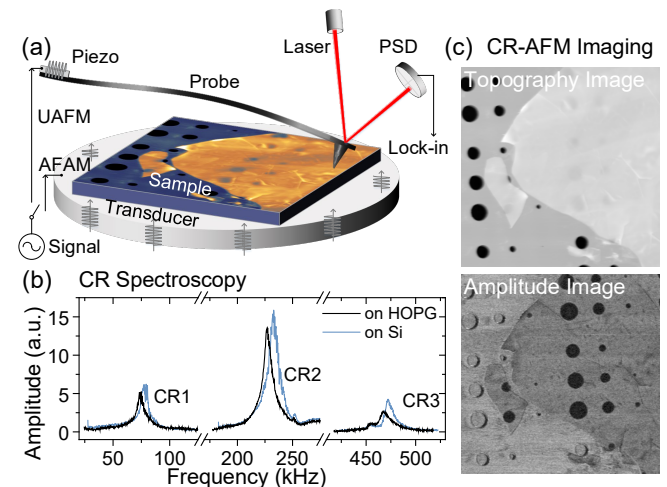 (a)
Piezo
Probe
Laser
PSD
Lock-in
UAFM
AFAM
Sample
Transducer
Signal
(b) CR Spectroscopy
on HOPG
on Si
CR1
CR2
CR3
Amplitude (a.u.)
15
10
5
0
50 100 200 250 450 500
Frequency (kHz)
(c) CR-AFM Imaging
Topography Image
Amplitude Image